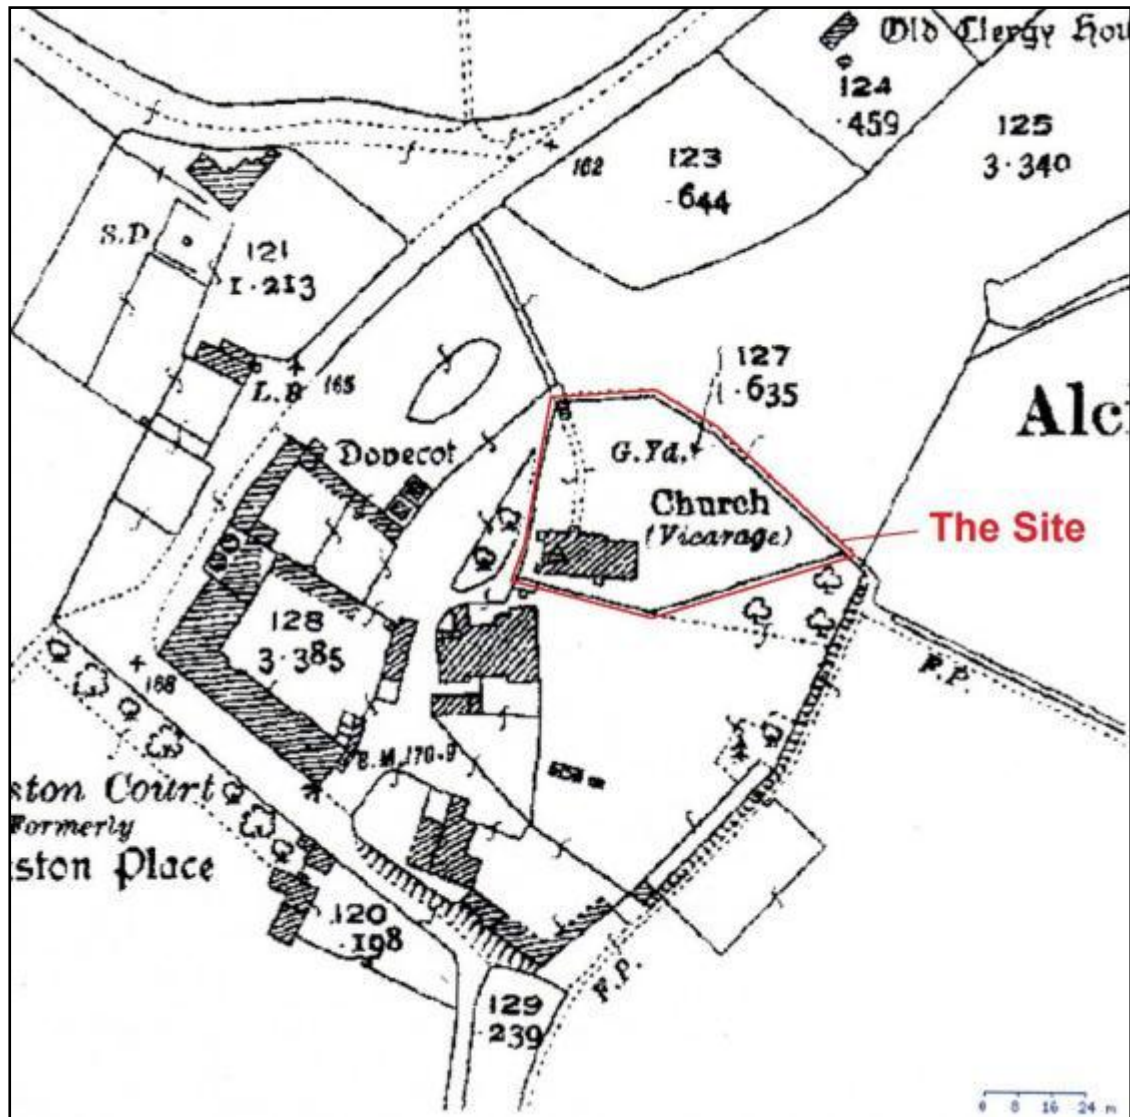 Old Clergy Hou
124
.459
125
3.340
123
.644
162
S.D
121
1.213
L.B
165
127
.635
G.Yd.
Alci
Dovecot
Church
(Vicarage)
The Site
128
3.385
168
F.P.
B.M.170.9
ston Court
Formerly
ston Place
120
.198
F.P.
129
.239
0 8 16 24 m